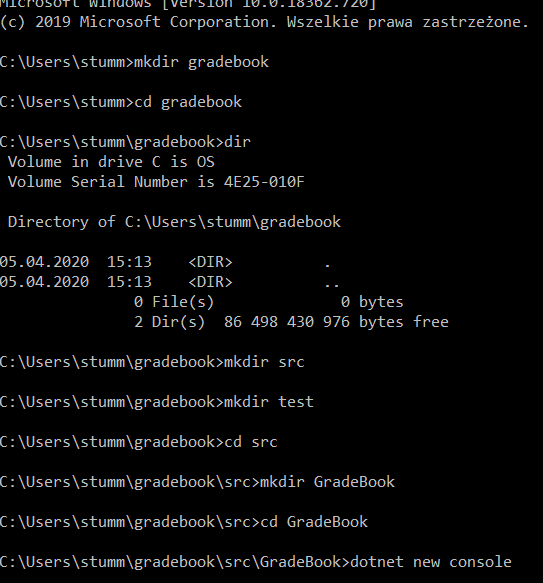 Microsoft Windows [Version 10.0.18362.720]
(c) 2019 Microsoft Corporation. Wszelkie prawa zastrzeżone.
C:\Users\stumm>mkdir gradebook
C:\Users\stumm>cd gradebook
C:\Users\stumm\gradebook>dir
Volume in drive C is OS
Volume Serial Number is 4E25-010F
Directory of C:\Users\stumm\gradebook
05.04.2020  15:13    <DIR>          .
05.04.2020  15:13    <DIR>          ..
0 File(s)              0 bytes
2 Dir(s)  86 498 430 976 bytes free
C:\Users\stumm\gradebook>mkdir src
C:\Users\stumm\gradebook>mkdir test
C:\Users\stumm\gradebook>cd src
C:\Users\stumm\gradebook\src>mkdir GradeBook
C:\Users\stumm\gradebook\src>cd GradeBook
C:\Users\stumm\gradebook\src\GradeBook>dotnet new console